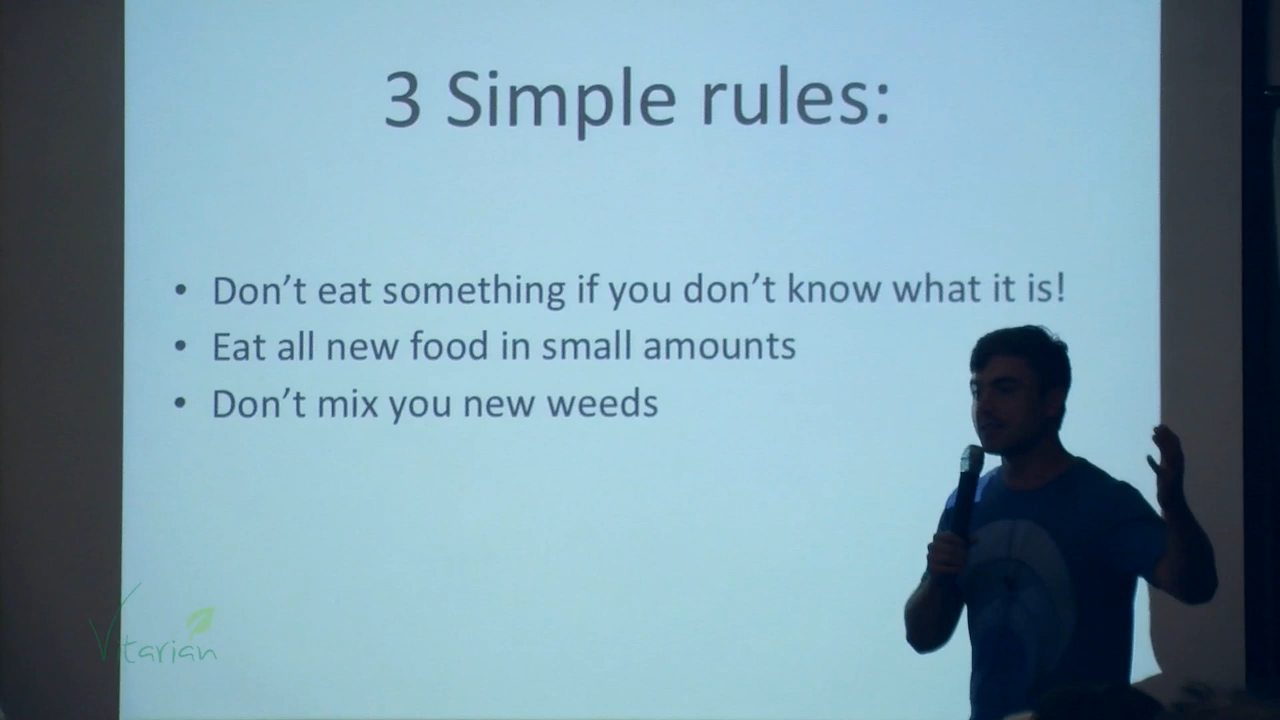 3 Simple rules:
• Don't eat something if you don't know what it is!
• Eat all new food in small amounts
• Don't mix you new weeds
Vitarian